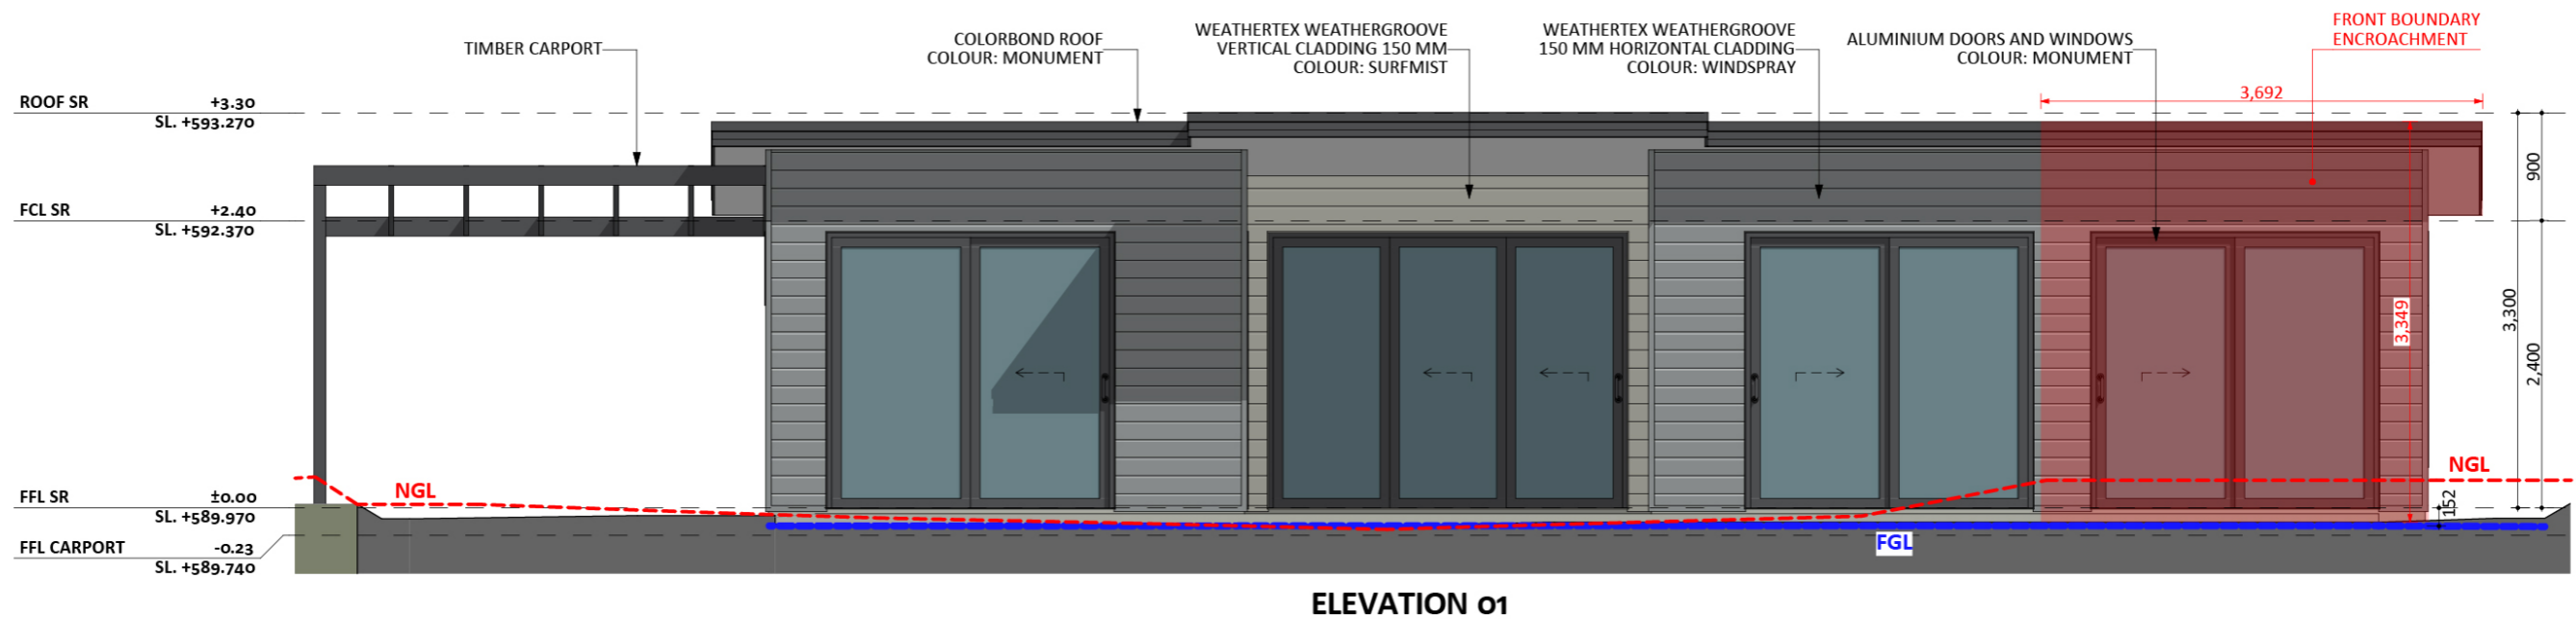 TIMBER CARPORT
COLORBOND ROOF
COLOUR: MONUMENT
WEATHERTEX WEATHERGROOVE
VERTICAL CLADDING 150 MM
COLOUR: SURFMIST
WEATHERTEX WEATHERGROOVE
150 MM HORIZONTAL CLADDING
COLOUR: WINDSPRAY
ALUMINIUM DOORS AND WINDOWS
COLOUR: MONUMENT
FRONT BOUNDARY
ENCROACHMENT
3,692
ROOF SR +3.30
SL. +593.270
FCL SR +2.40
SL. +592.370
900
3,300
2,400
3,349
152
NGL
NGL
FFL SR ±0.00
SL. +589.970
FFL CARPORT -0.23
SL. +589.740
FGL
ELEVATION 01